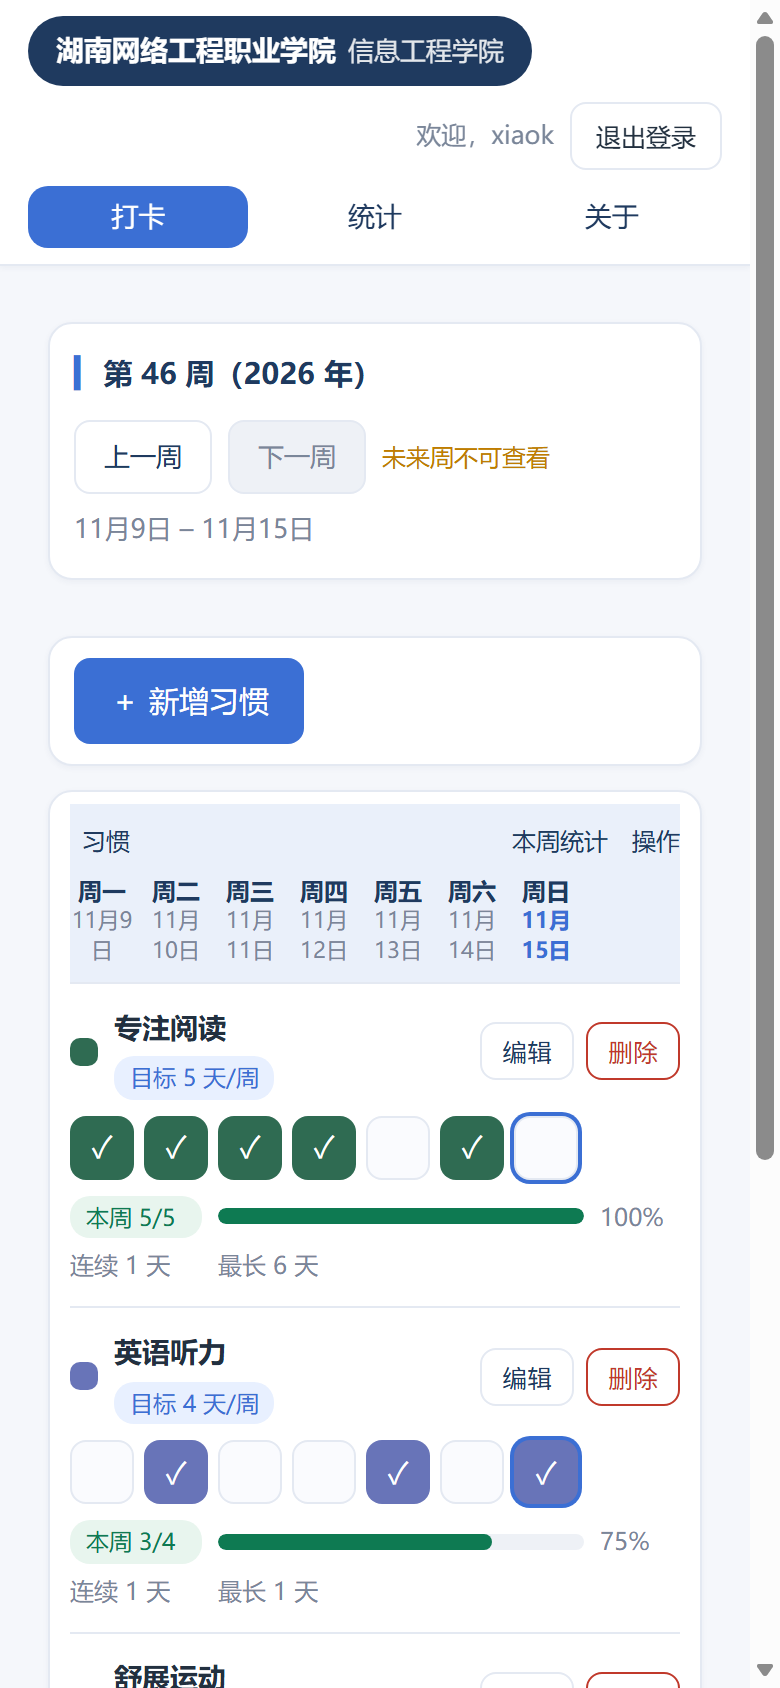 湖南网络工程职业学院 信息工程学院
欢迎，xiaok 退出登录
打卡 统计 关于
第 46 周（2026 年）
上一周 下一周 未来周不可查看
11月9日 – 11月15日
+ 新增习惯
习惯 本周统计 操作
周一 周二 周三 周四 周五 周六 周日
11月9日 11月10日 11月11日 11月12日 11月13日 11月14日 11月15日
专注阅读
目标 5 天/周
编辑 删除
✓ ✓ ✓ ✓ ✓
本周 5/5 100%
连续 1 天 最长 6 天
英语听力
目标 4 天/周
编辑 删除
✓ ✓ ✓
本周 3/4 75%
连续 1 天 最长 1 天
舒展运动